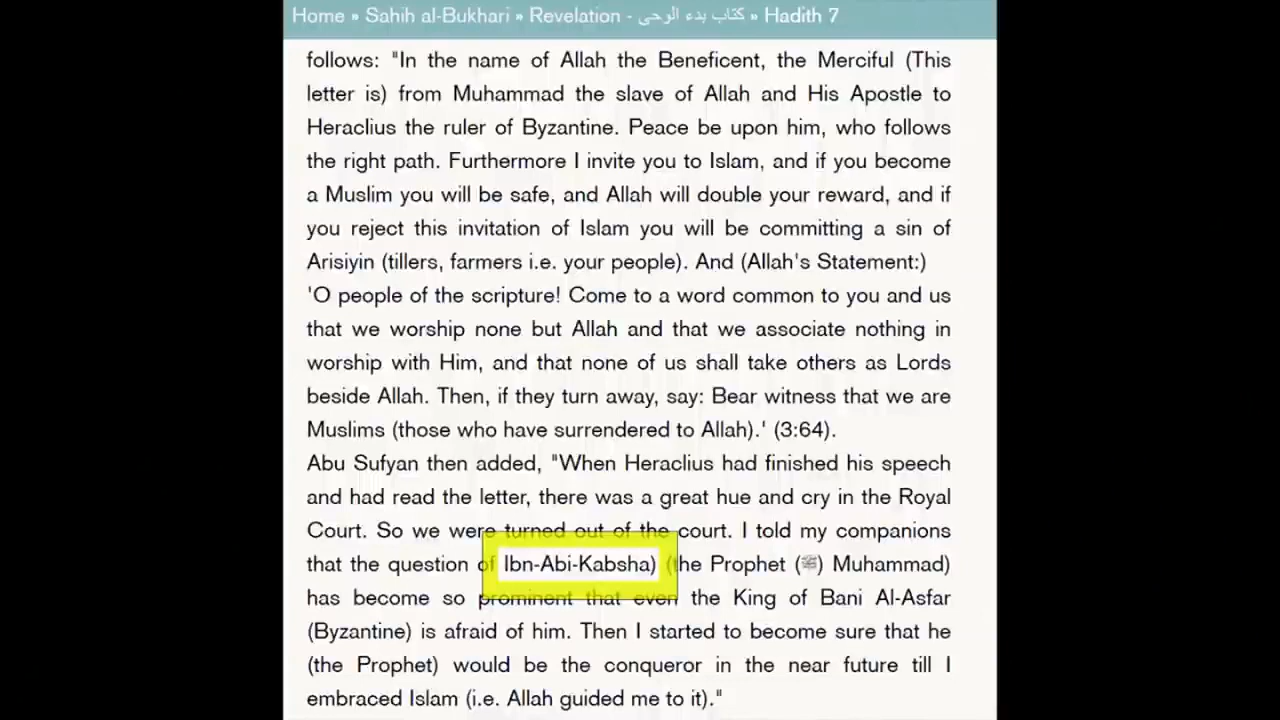 Home » Sahih al-Bukhari » Revelation - كتاب بدء الوحى » Hadith 7
follows: "In the name of Allah the Beneficent, the Merciful (This
letter is) from Muhammad the slave of Allah and His Apostle to
Heraclius the ruler of Byzantine. Peace be upon him, who follows
the right path. Furthermore I invite you to Islam, and if you become
a Muslim you will be safe, and Allah will double your reward, and if
you reject this invitation of Islam you will be committing a sin of
Arisiyin (tillers, farmers i.e. your people). And (Allah's Statement:)
'O people of the scripture! Come to a word common to you and us
that we worship none but Allah and that we associate nothing in
worship with Him, and that none of us shall take others as Lords
beside Allah. Then, if they turn away, say: Bear witness that we are
Muslims (those who have surrendered to Allah).' (3:64).
Abu Sufyan then added, "When Heraclius had finished his speech
and had read the letter, there was a great hue and cry in the Royal
Court. So we were turned out of the court. I told my companions
that the question of Ibn-Abi-Kabsha) (the Prophet (ﷺ) Muhammad)
has become so prominent that even the King of Bani Al-Asfar
(Byzantine) is afraid of him. Then I started to become sure that he
(the Prophet) would be the conqueror in the near future till I
embraced Islam (i.e. Allah guided me to it)."